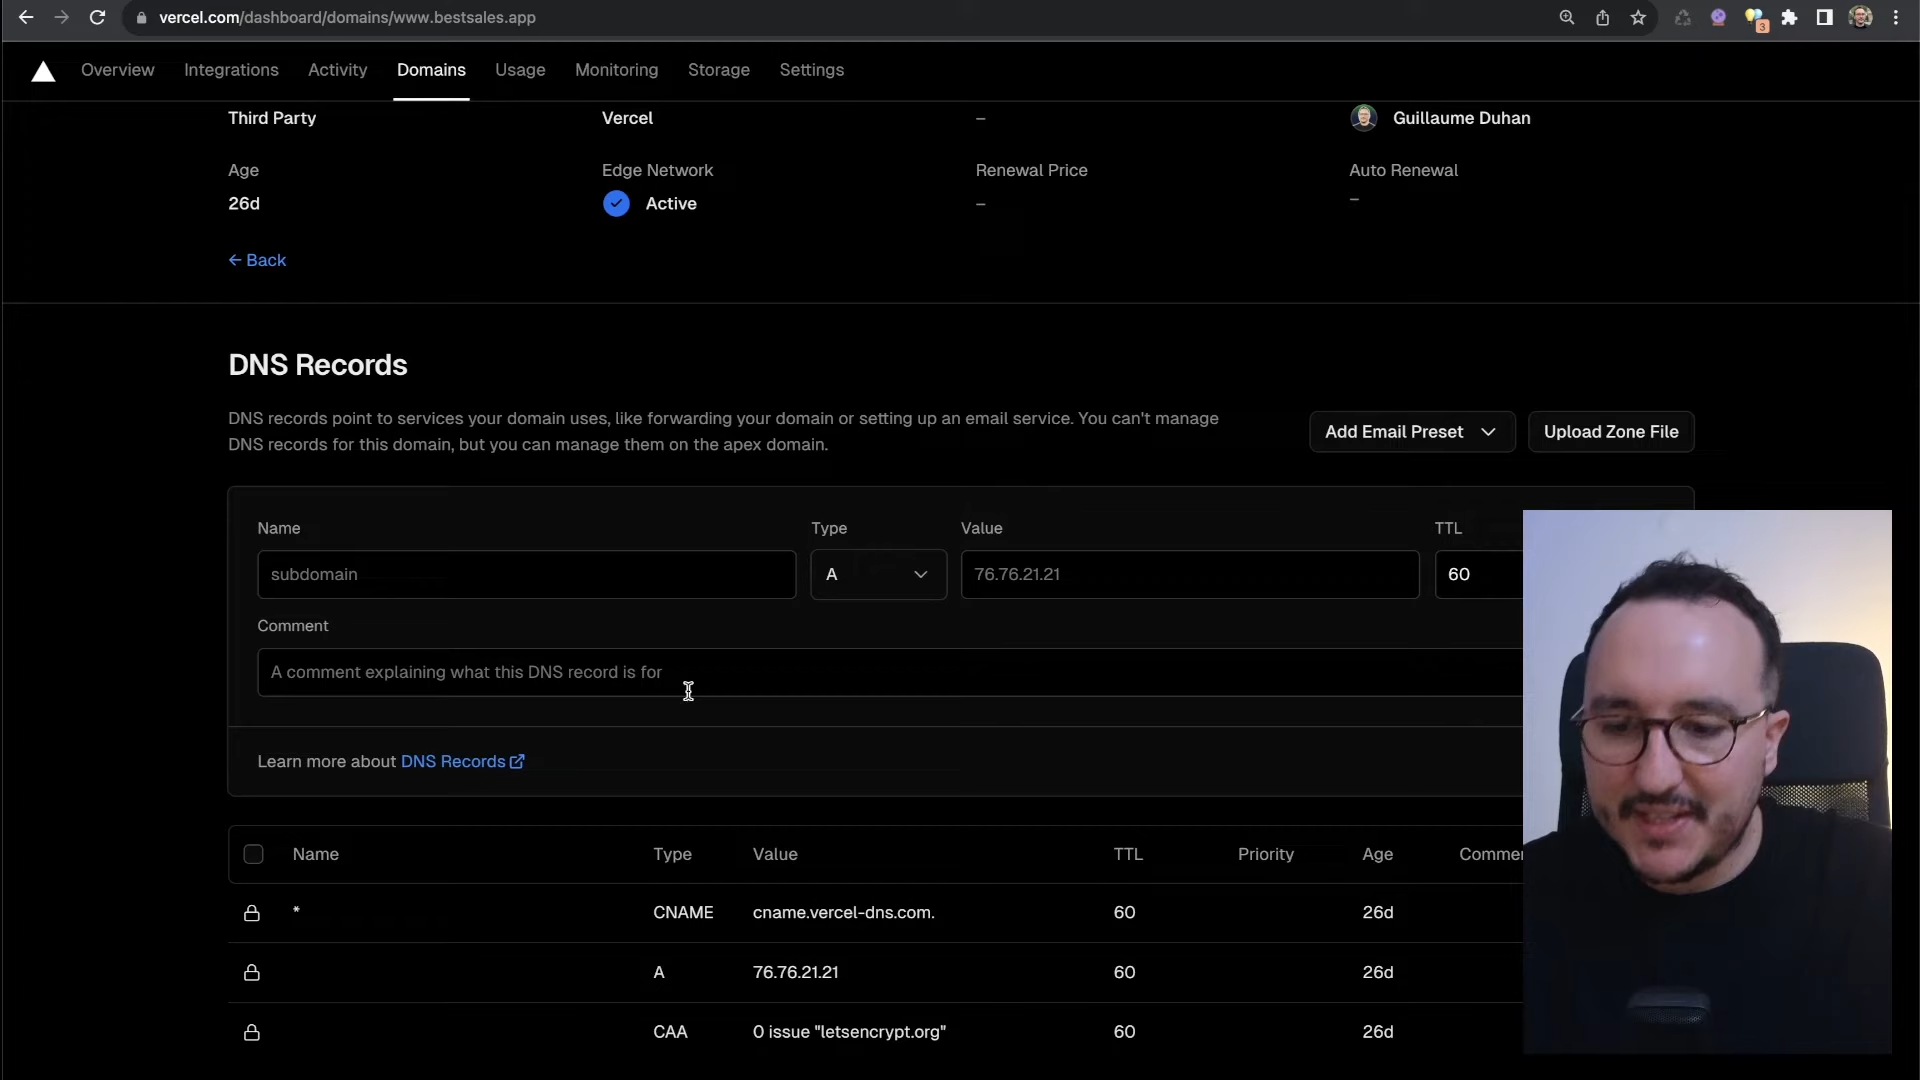 vercel.com/dashboard/domains/www.bestsales.app
3
Overview Integrations Activity Domains Usage Monitoring Storage Settings
Third Party Vercel – Guillaume Duhan
Age Edge Network Renewal Price Auto Renewal
26d Active – –
← Back
DNS Records
DNS records point to services your domain uses, like forwarding your domain or setting up an email service. You can't manage
DNS records for this domain, but you can manage them on the apex domain.
Add Email Preset Upload Zone File
Name Type Value TTL
subdomain A 76.76.21.21 60
Comment
A comment explaining what this DNS record is for
Learn more about DNS Records
Name Type Value TTL Priority Age Commen
* CNAME cname.vercel-dns.com. 60 26d
A 76.76.21.21 60 26d
CAA 0 issue "letsencrypt.org" 60 26d